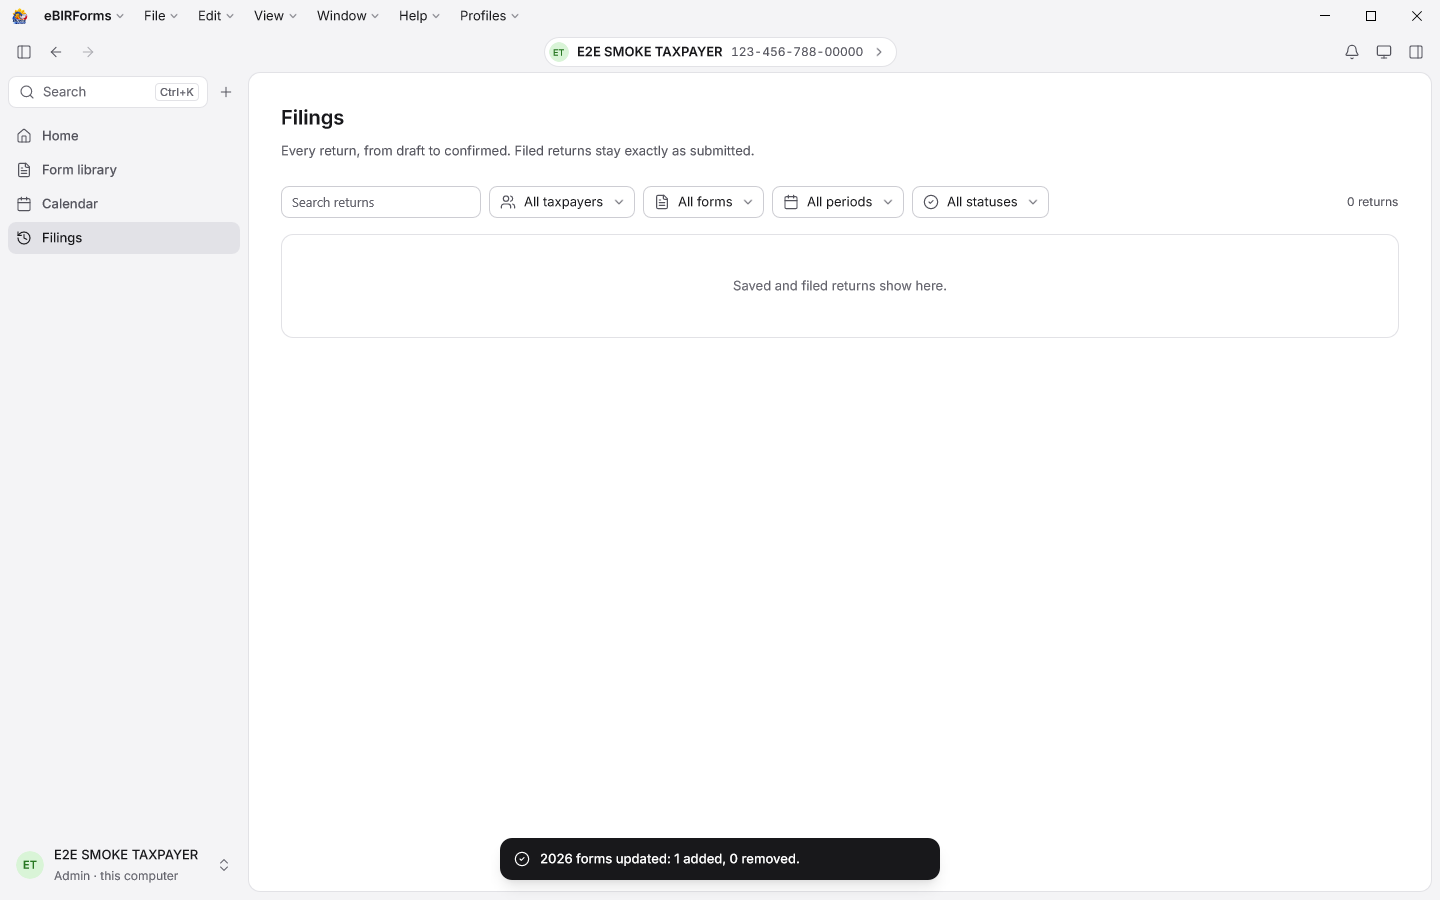 eBIRForms File Edit View Window Help Profiles
ET E2E SMOKE TAXPAYER 123-456-788-00000
Search Ctrl+K
Home
Form library
Calendar
Filings
Filings
Every return, from draft to confirmed. Filed returns stay exactly as submitted.
Search returns All taxpayers All forms All periods All statuses 0 returns
Saved and filed returns show here.
ET E2E SMOKE TAXPAYER
Admin · this computer
2026 forms updated: 1 added, 0 removed.